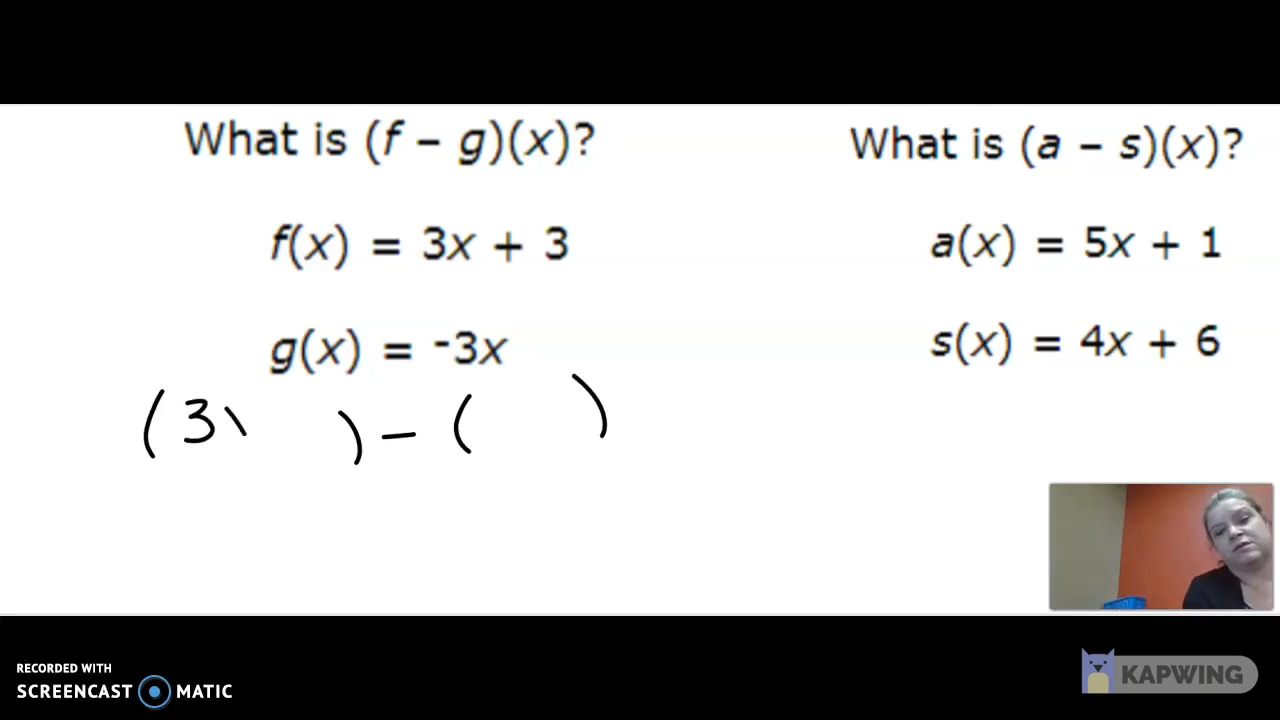 What is (f – g)(x)?
f(x) = 3x + 3
g(x) = -3x
(3 ) – ( )
What is (a – s)(x)?
a(x) = 5x + 1
s(x) = 4x + 6
RECORDED WITH
SCREENCAST MATIC
KAPWING